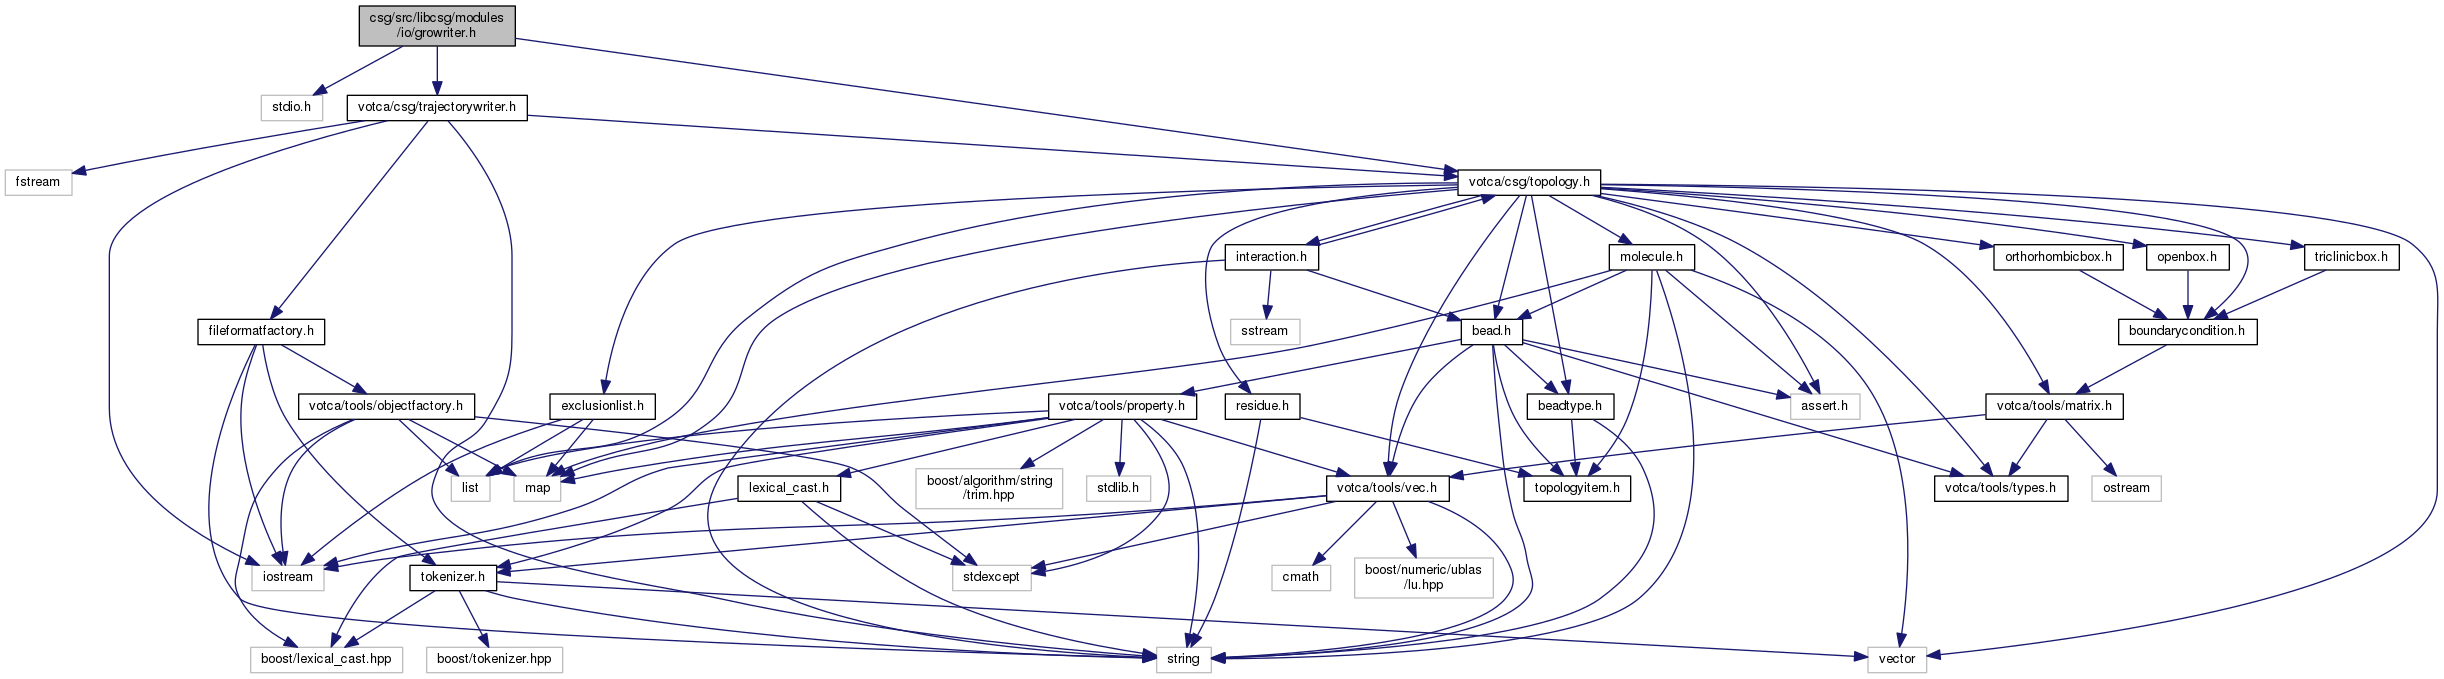 csg/src/libcsg/modules
/io/growriter.h
stdio.h
votca/csg/trajectorywriter.h
fstream
votca/csg/topology.h
interaction.h
molecule.h
orthorhombicbox.h
openbox.h
triclinicbox.h
fileformatfactory.h
sstream
bead.h
boundarycondition.h
votca/tools/objectfactory.h
exclusionlist.h
votca/tools/property.h
residue.h
beadtype.h
assert.h
votca/tools/matrix.h
list
map
lexical_cast.h
boost/algorithm/string
/trim.hpp
stdlib.h
votca/tools/vec.h
topologyitem.h
votca/tools/types.h
ostream
iostream
tokenizer.h
stdexcept
cmath
boost/numeric/ublas
/lu.hpp
boost/lexical_cast.hpp
boost/tokenizer.hpp
string
vector